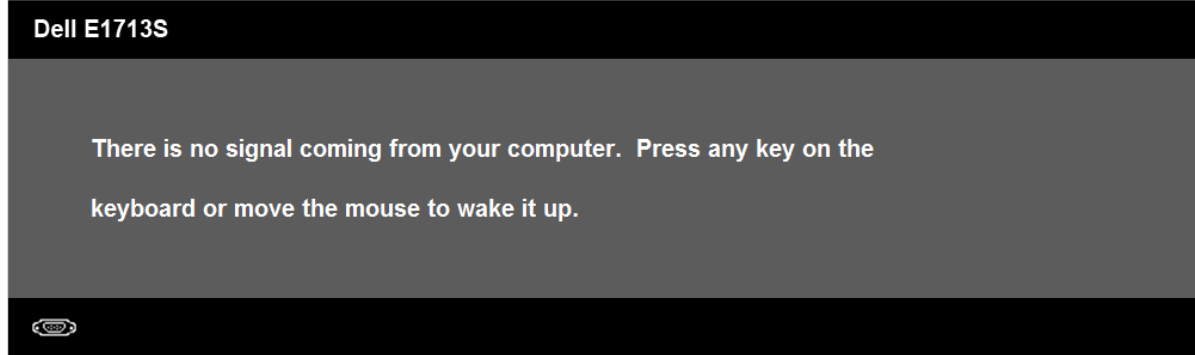 Dell E1713S
There is no signal coming from your computer.  Press any key on the
keyboard or move the mouse to wake it up.